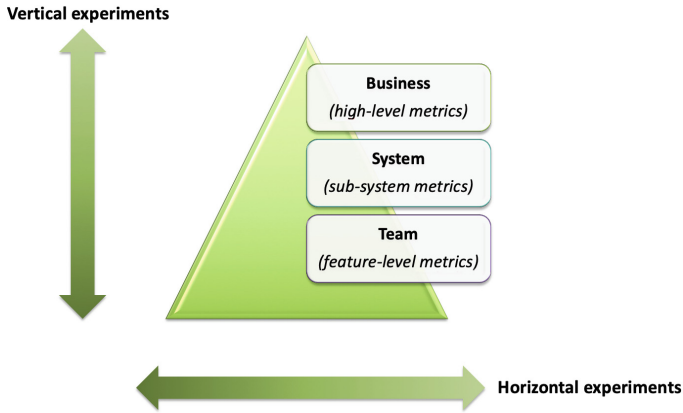 Vertical experiments
Business
(high-level metrics)
System
(sub-system metrics)
Team
(feature-level metrics)
Horizontal experiments